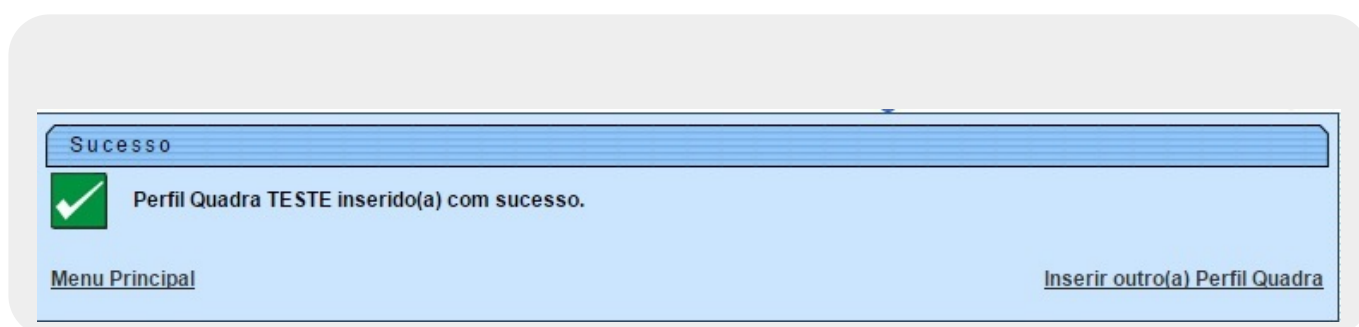 Sucesso
Perfil Quadra TESTE inserido(a) com sucesso.
Menu Principal
Inserir outro(a) Perfil Quadra